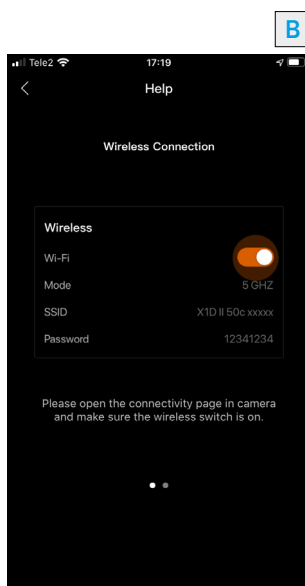 B
Tele2 17:19
Help
Wireless Connection
Wireless
Wi-Fi
Mode 5 GHZ
SSID X1D II 50c xxxxx
Password 12341234
Please open the connectivity page in camera
and make sure the wireless switch is on.